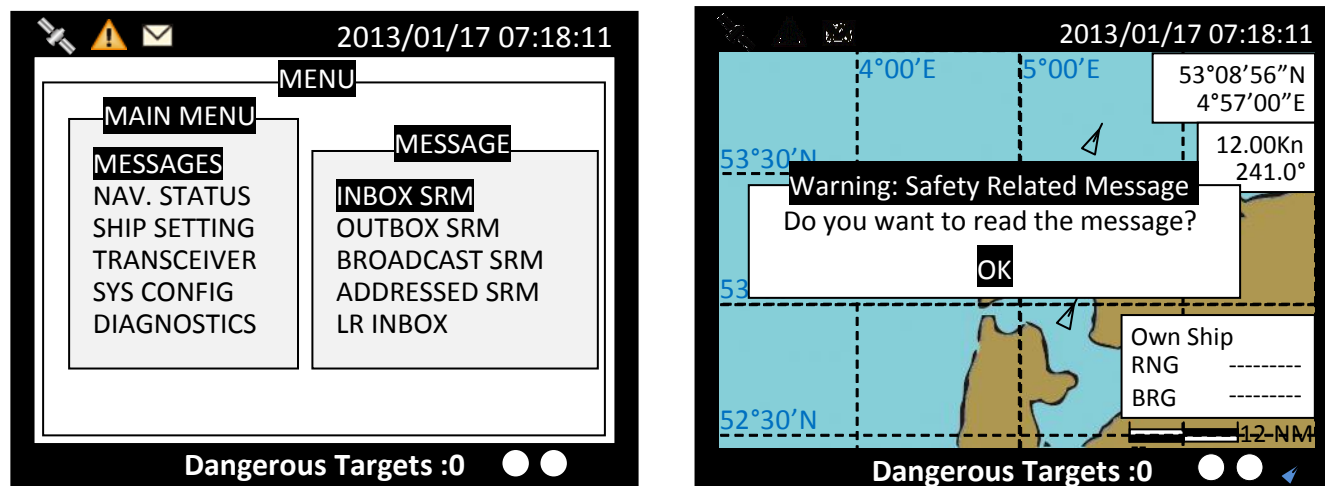 2013/01/17 07:18:11
MENU
MAIN MENU
MESSAGES
NAV. STATUS
SHIP SETTING
TRANSCEIVER
SYS CONFIG
DIAGNOSTICS
MESSAGE
INBOX SRM
OUTBOX SRM
BROADCAST SRM
ADDRESSED SRM
LR INBOX
Dangerous Targets :0
2013/01/17 07:18:11
4°00’E 5°00’E
53°08’56”N
4°57’00”E
12.00Kn
241.0°
53°30’N
Warning: Safety Related Message
Do you want to read the message?
OK
53
Own Ship
RNG ---------
BRG ---------
52°30’N
12 NM
Dangerous Targets :0